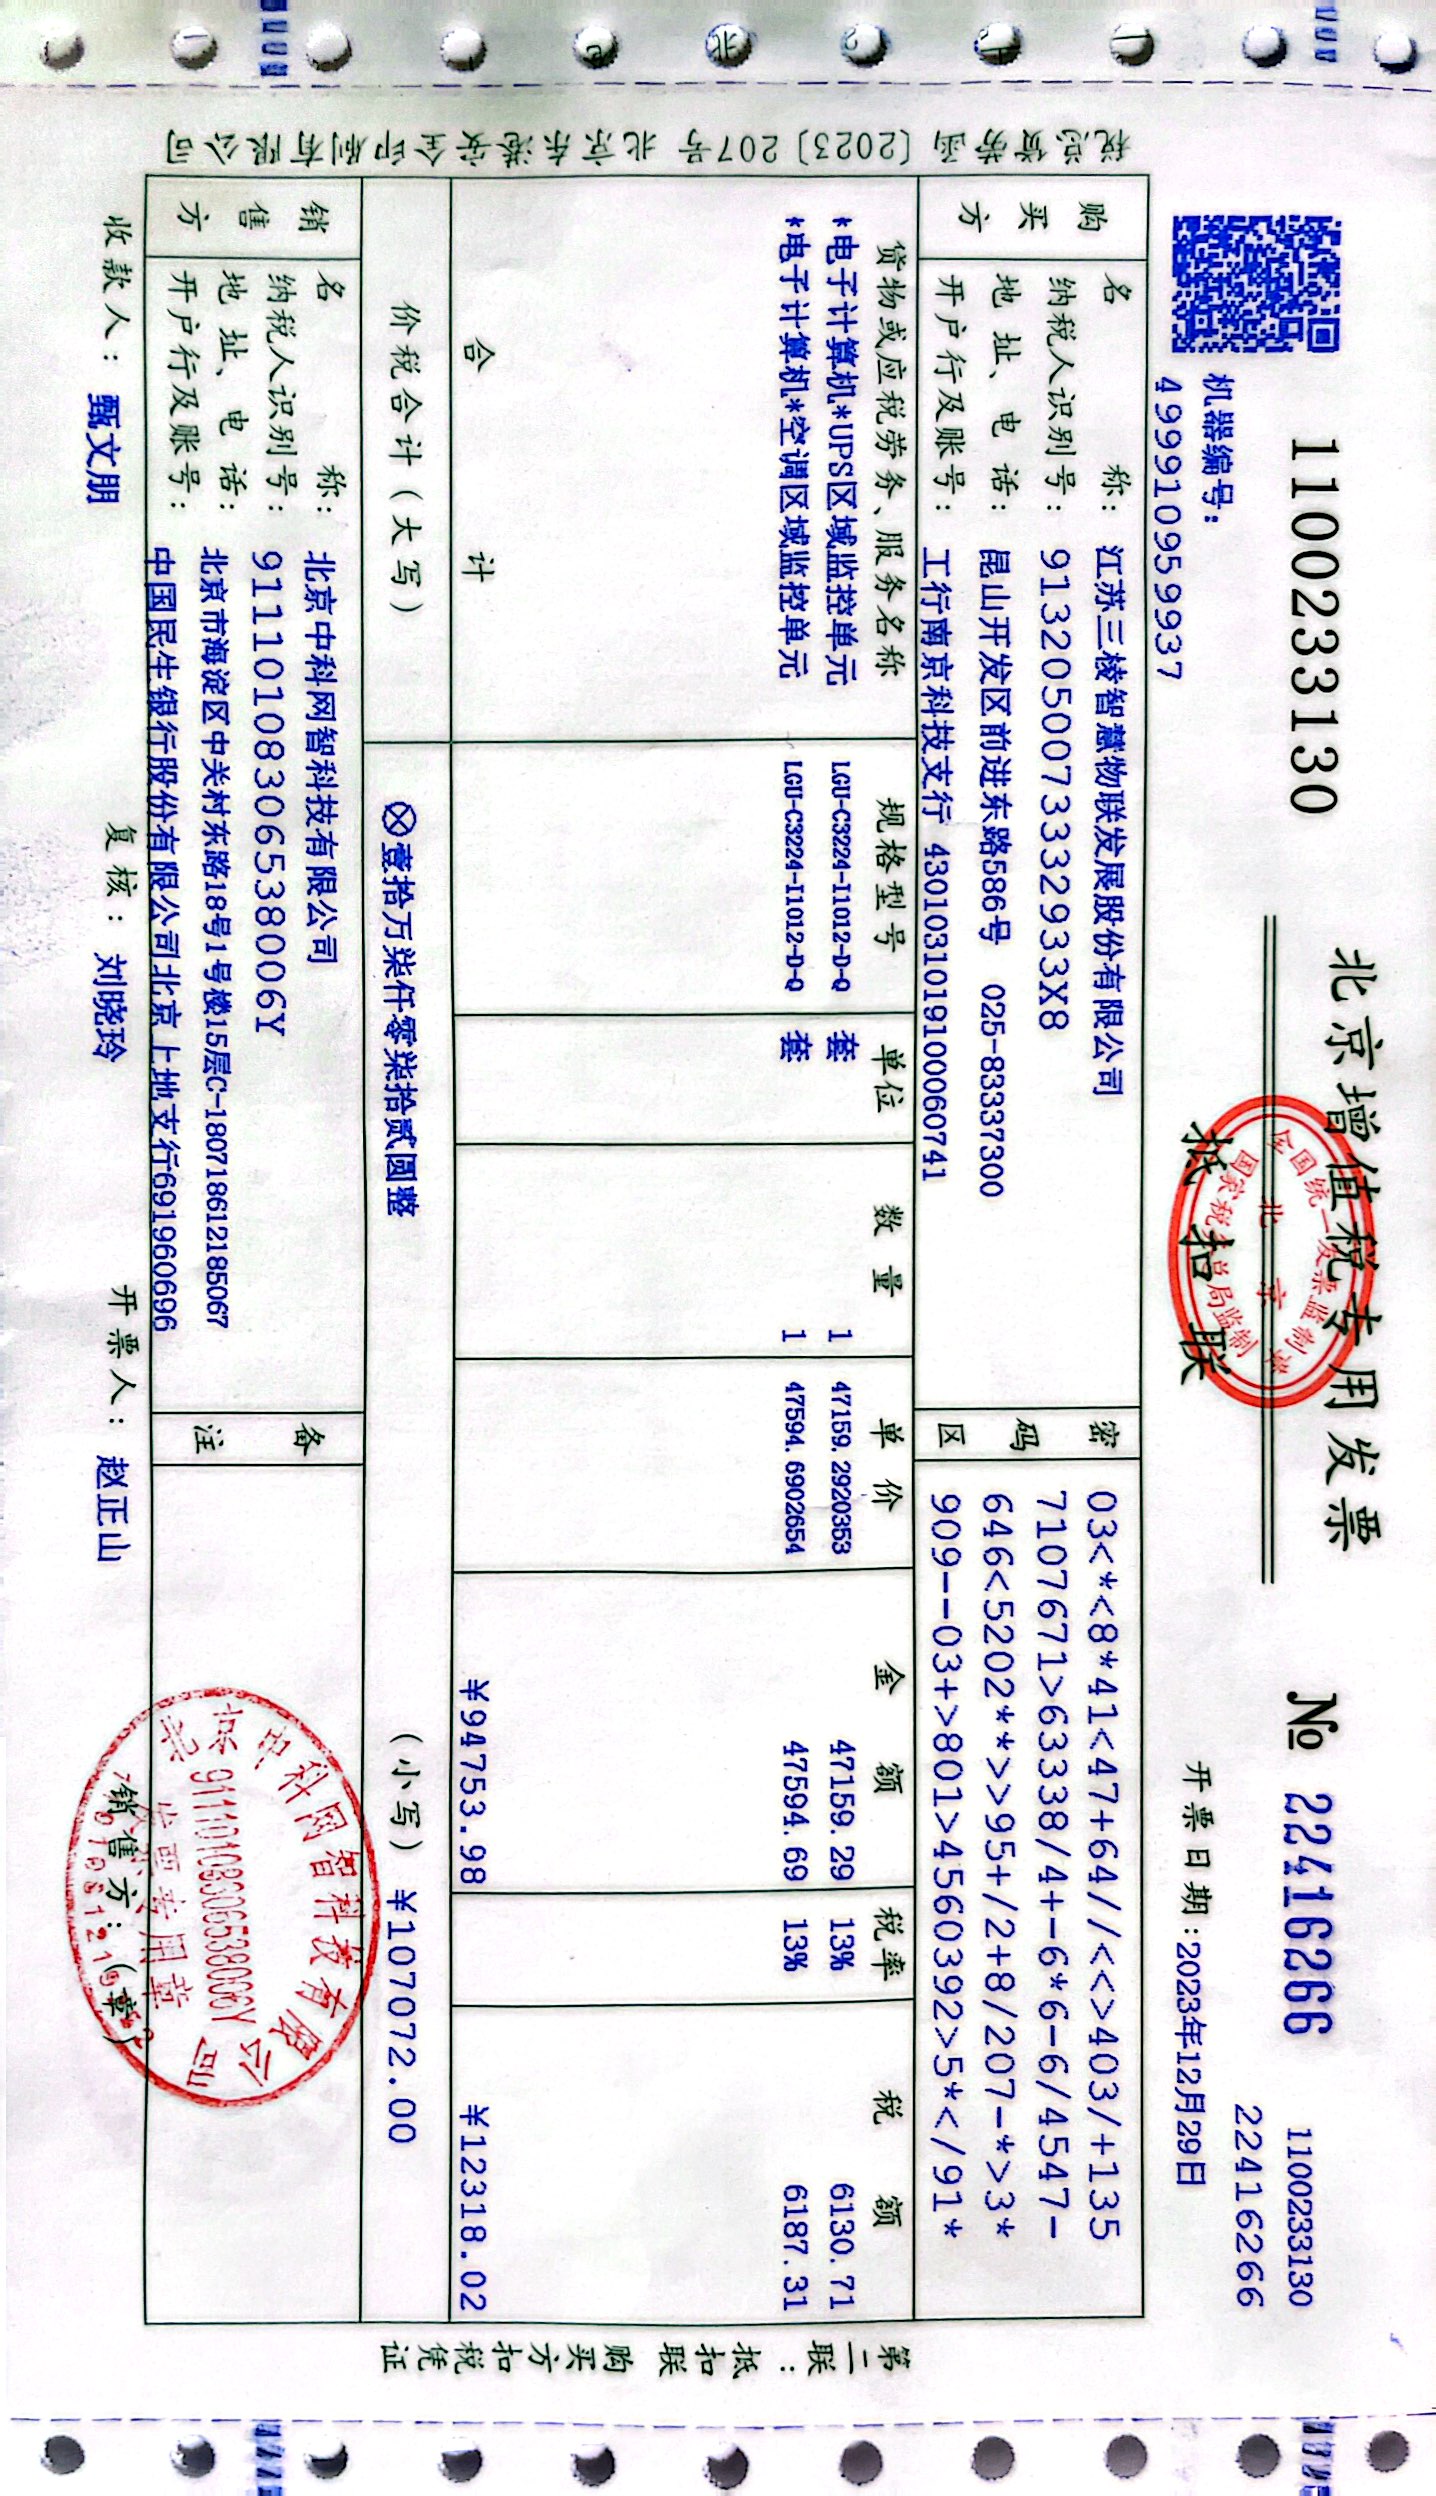 1100233130
北京增值税专用发票
抵扣联
全国统一发票监制章
北京
国家税务总局监制
№ 22416266
1100233130
22416266
机器编号:
499910959937
开票日期:2023年12月29日
税总货劳函〔2023〕207号 北京东港安全印刷有限公司
购买方
名称:江苏三棱智慧物联发展股份有限公司
纳税人识别号:9132050073332933X8
地址、电话:昆山开发区前进东路586号 025-83337300
开户行及账号:工行南京科技支行 4301031019100060741
密码区
03<*<8*41<47+64//<<>403/+135
7107671>63338/4+-6*6-6/4547-
646<5202**>>95+/2+8/207-*>3*
909--03+>801>4560392>5*</91*
货物或应税劳务、服务名称 规格型号 单位 数量 单价 金额 税率 税额
*电子计算机*UPS区域监控单元 LGU-C3224-I1012-D-Q 套 1 47159.2920353 47159.29 13% 6130.71
*电子计算机*空调区域监控单元 LGU-C3224-I1012-D-Q 套 1 47594.6902654 47594.69 13% 6187.31
合计 ¥94753.98 ¥12318.02
价税合计(大写) ⊗壹拾万柒仟零柒拾贰圆整 (小写) ¥107072.00
销售方
名称:北京中科网智科技有限公司
纳税人识别号:91110108306538006Y
地址、电话:北京市海淀区中关村东路18号1号楼15层C-180718612185067
开户行及账号:中国民生银行股份有限公司北京上地支行691960696
备注
收款人:甄文朋 复核:刘晓玲 开票人:赵正山 销售方:(章)
北京中科网智科技有限公司
91110108306538006Y
发票专用章
第二联:抵扣联 购买方扣税凭证